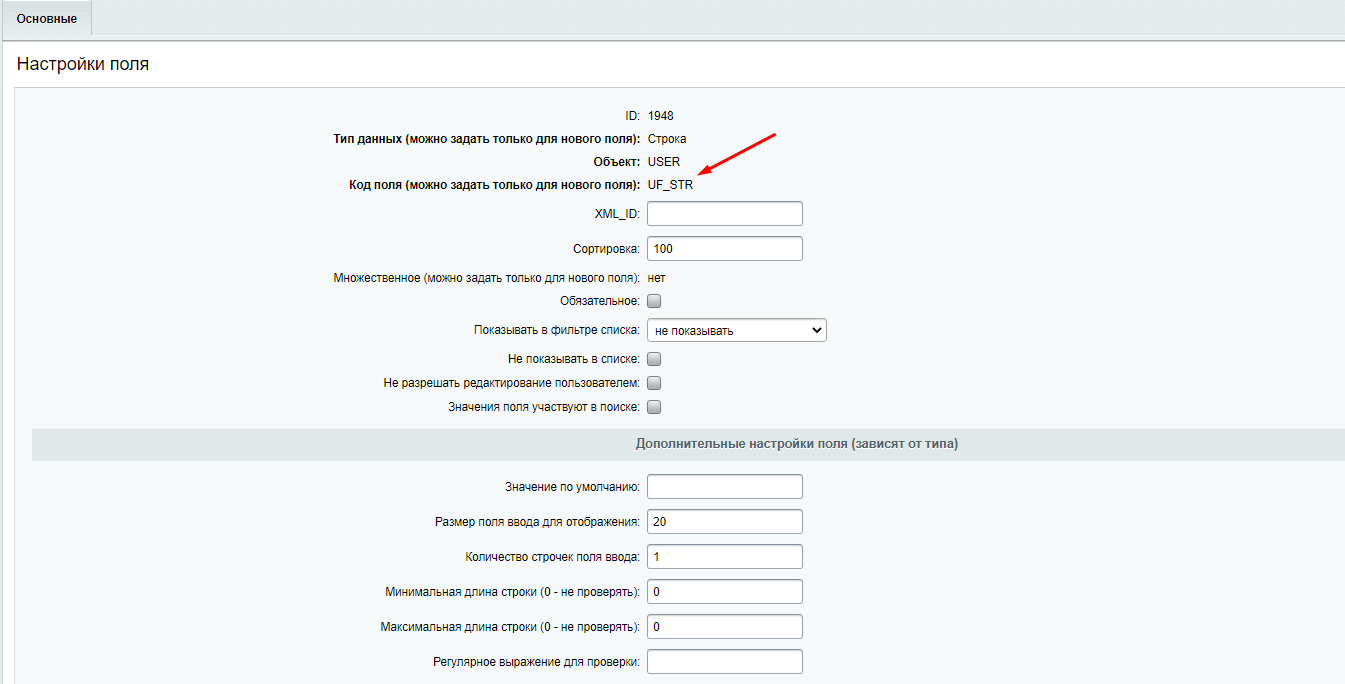 Основные
Настройки поля
ID: 1948
Тип данных (можно задать только для нового поля): Строка
Объект: USER
Код поля (можно задать только для нового поля): UF_STR
XML_ID:
Сортировка: 100
Множественное (можно задать только для нового поля): нет
Обязательное:
Показывать в фильтре списка: не показывать
Не показывать в списке:
Не разрешать редактирование пользователем:
Значения поля участвуют в поиске:
Дополнительные настройки поля (зависят от типа)
Значение по умолчанию:
Размер поля ввода для отображения: 20
Количество строчек поля ввода: 1
Минимальная длина строки (0 - не проверять): 0
Максимальная длина строки (0 - не проверять): 0
Регулярное выражение для проверки: